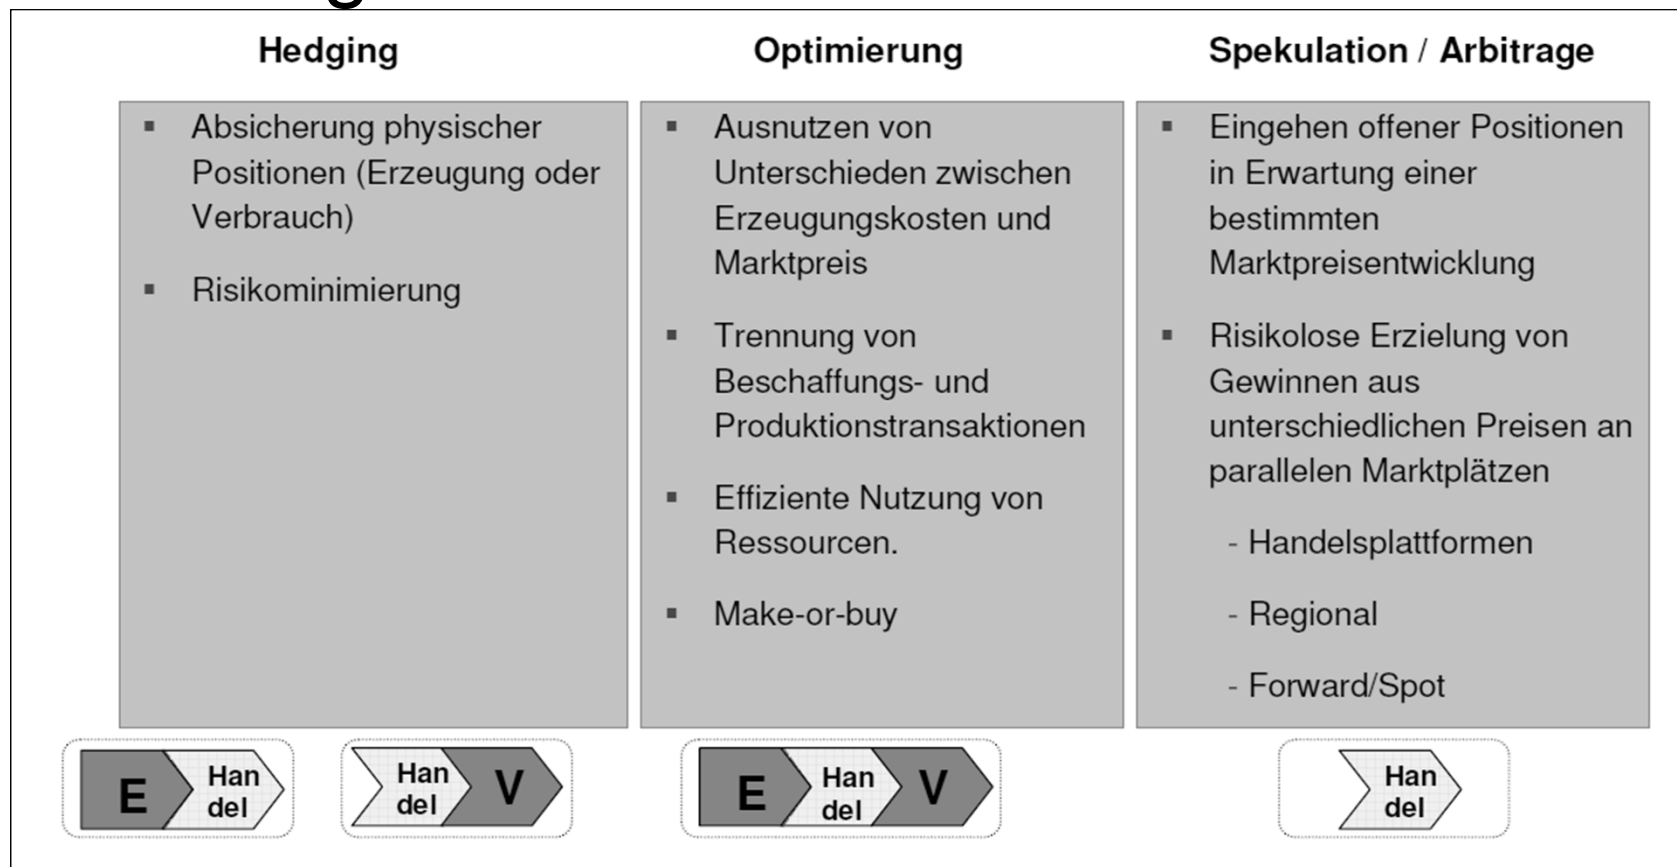 Hedging
Absicherung physischer
Positionen (Erzeugung oder
Verbrauch)
Risikominimierung
Optimierung
Ausnutzen von
Unterschieden zwischen
Erzeugungskosten und
Marktpreis
Trennung von
Beschaffungs- und
Produktionstransaktionen
Effiziente Nutzung von
Ressourcen.
Make-or-buy
Spekulation / Arbitrage
Eingehen offener Positionen
in Erwartung einer
bestimmten
Marktpreisentwicklung
Risikolose Erzielung von
Gewinnen aus
unterschiedlichen Preisen an
parallelen Marktplätzen
- Handelsplattformen
- Regional
- Forward/Spot
E
Han
del
Han
del
V
E
Han
del
V
Han
del